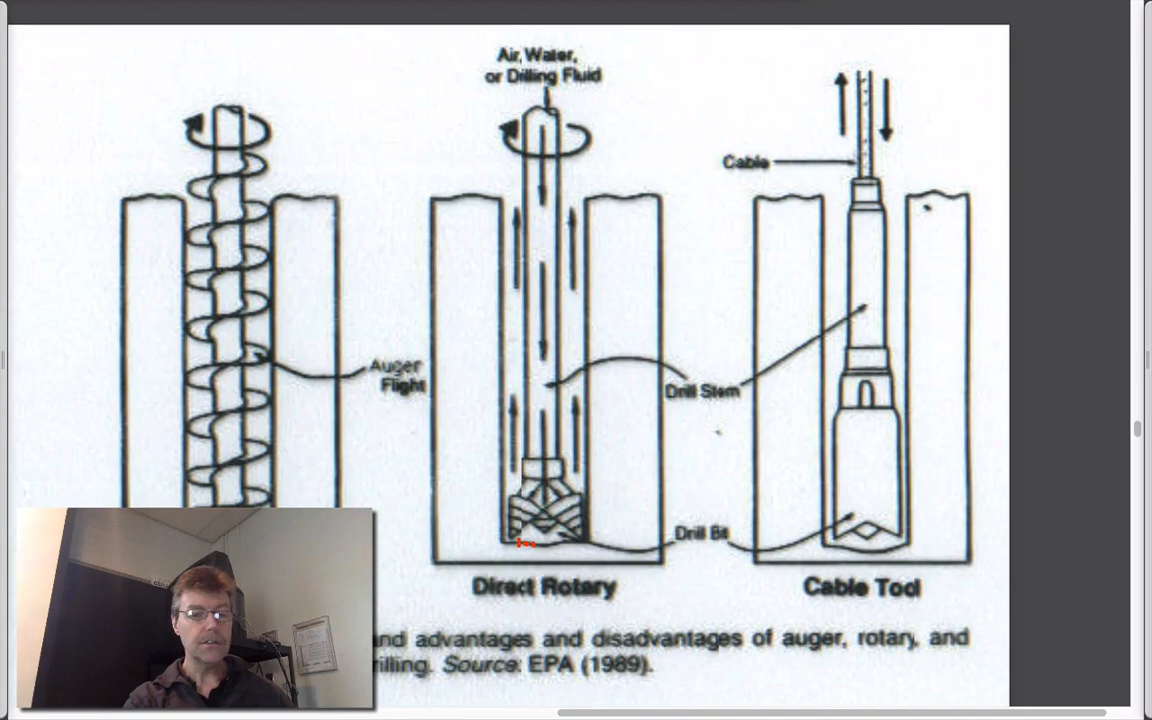 Air, Water,
or Drilling Fluid
Cable
Auger
Flight
Drill Stem
Drill Bit
Direct Rotary
Cable Tool
and advantages and disadvantages of auger, rotary, and
rilling. Source: EPA (1989).